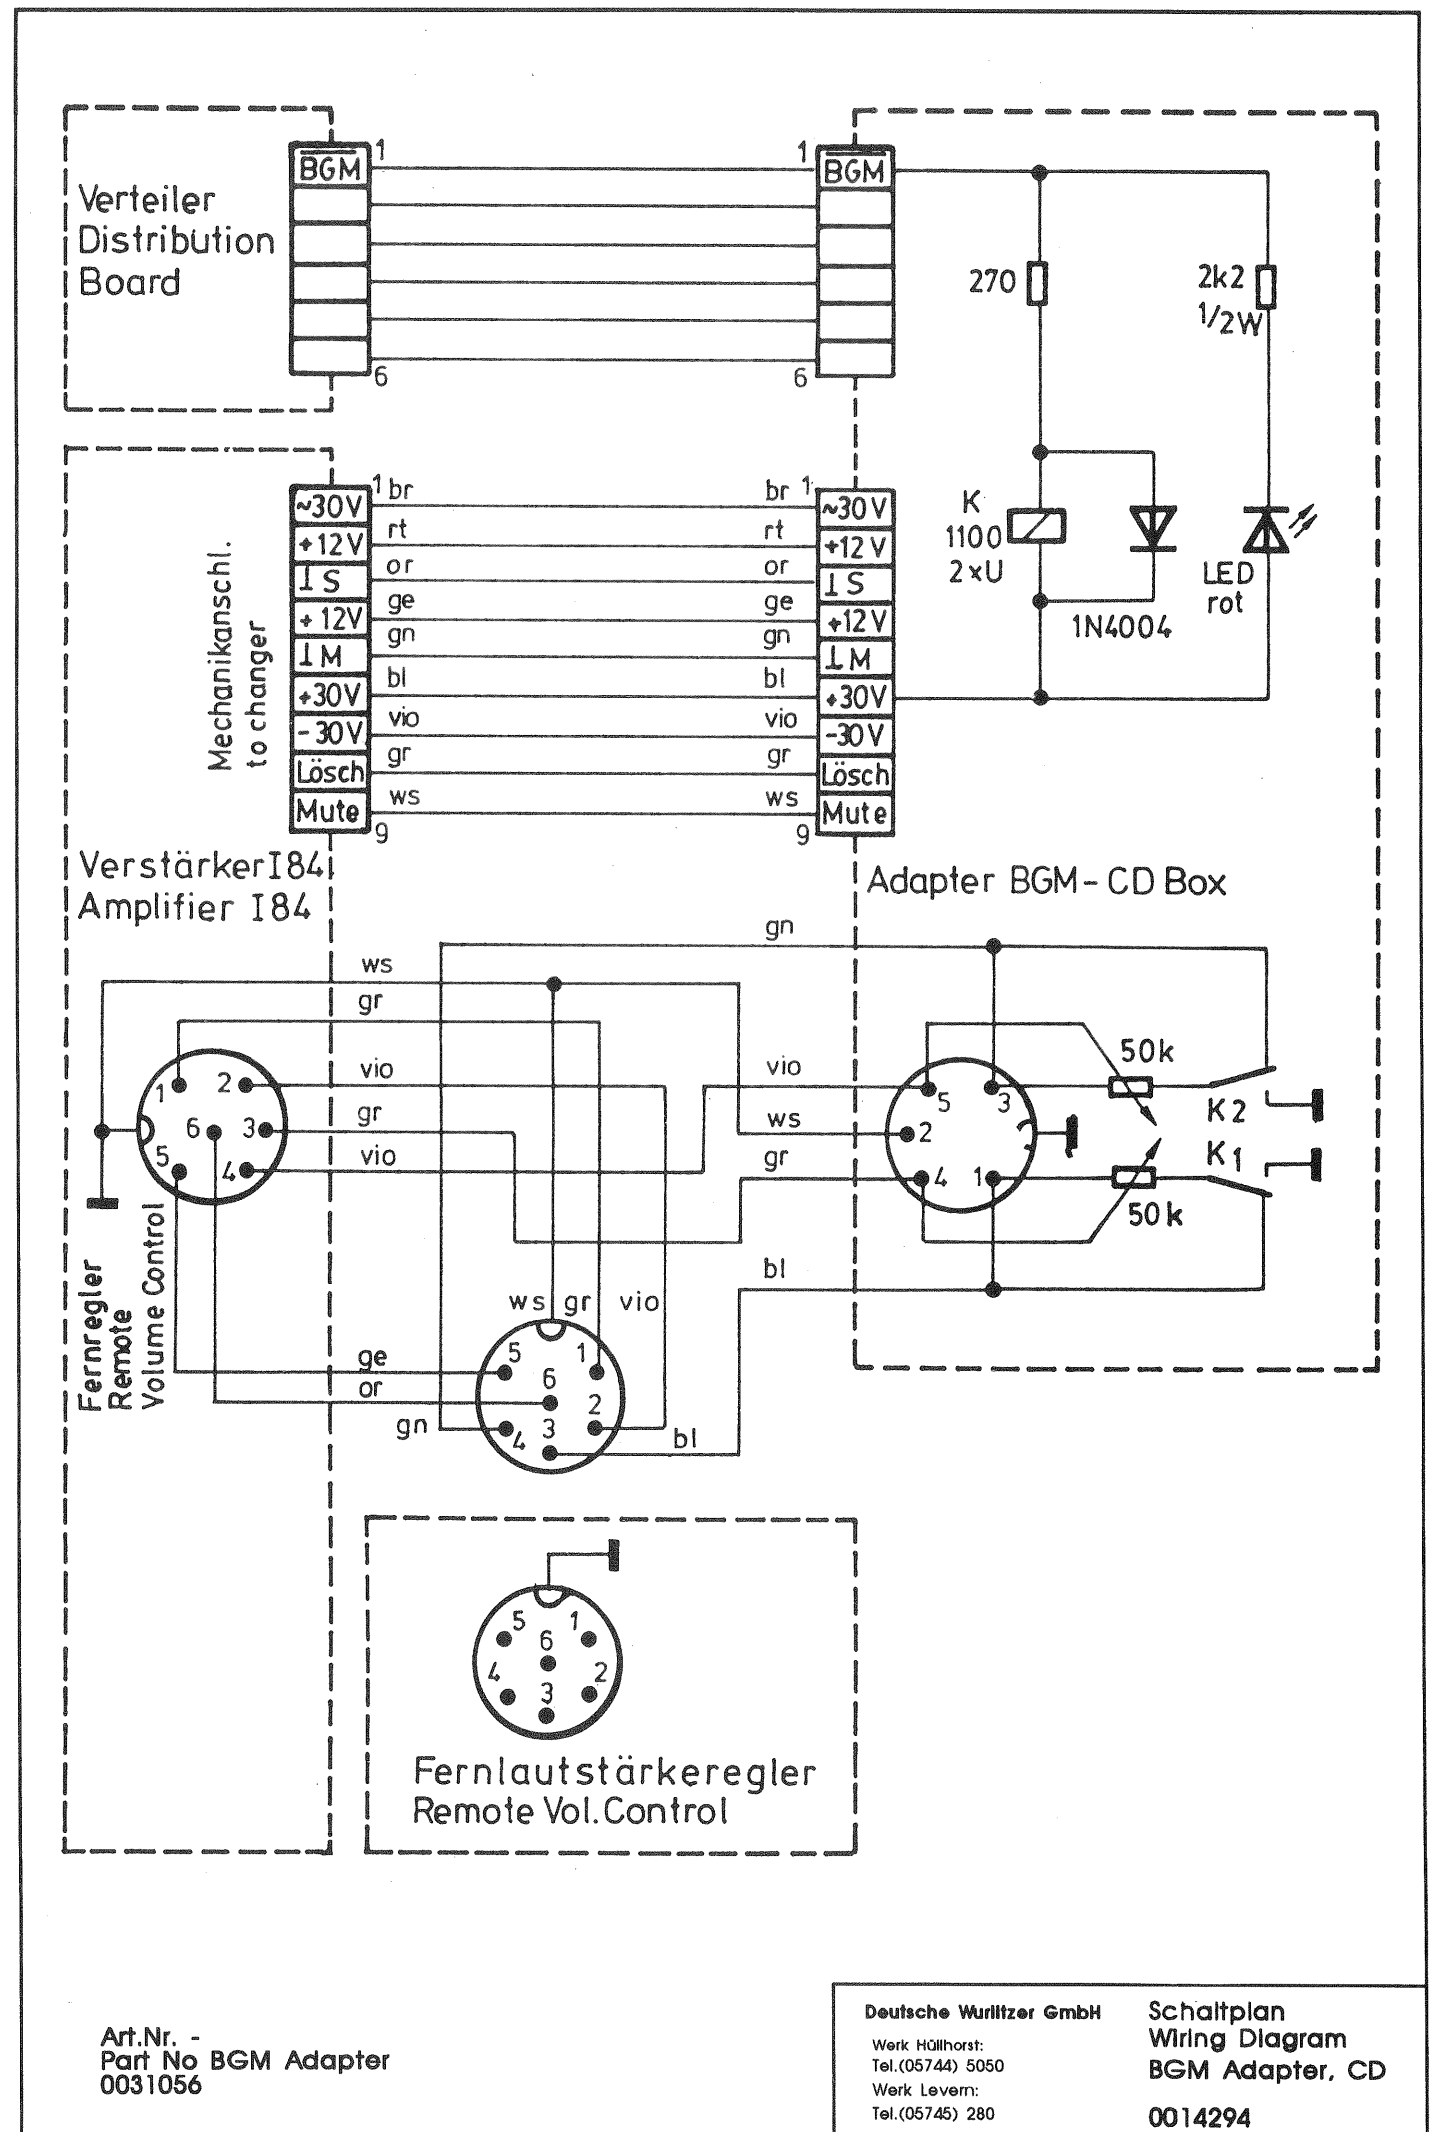 Verteiler
Distribution
Board
BGM
1
6
1
BGM
6
270
2k2
1/2W
K
1100
2xU
1N4004
LED
rot
Mechanikanschl.
to changer
~30V
+12V
⊥ S
+12V
⊥ M
+30V
-30V
Lösch
Mute
1
9
br
rt
or
ge
gn
bl
vio
gr
ws
br
rt
or
ge
gn
bl
vio
gr
ws
1
9
~30V
+12V
⊥ S
+12V
⊥ M
+30V
-30V
Lösch
Mute
Verstärker I84
Amplifier I84
Adapter BGM-CD Box
gn
ws
gr
vio
gr
vio
1
2
6
3
5
4
vio
ws
gr
bl
5
3
2
4
1
50k
K2
K1
50k
Fernregler
Remote
Volume Control
ws gr vio
ge
or
gn
bl
5
1
6
2
4
3
5
1
6
4
2
3
Fernlautstärkeregler
Remote Vol. Control
Art.Nr. -
Part No BGM Adapter
0031056
Deutsche Wurlitzer GmbH
Werk Hüllhorst:
Tel.(05744) 5050
Werk Levern:
Tel.(05745) 280
Schaltplan
Wiring Diagram
BGM Adapter, CD
0014294